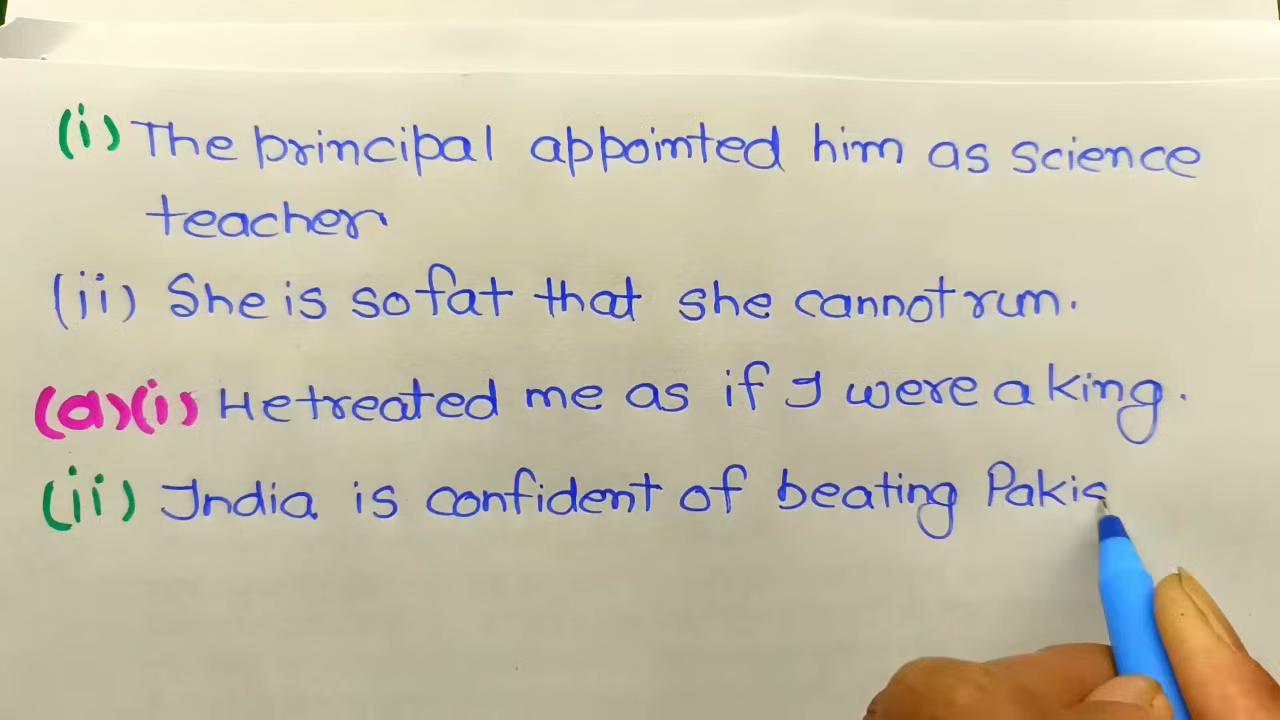 (i) The principal appointed him as science
teacher
(ii) She is so fat that she cannot run.
(a)(i) He treated me as if I were a king.
(ii) India is confident of beating Pakis